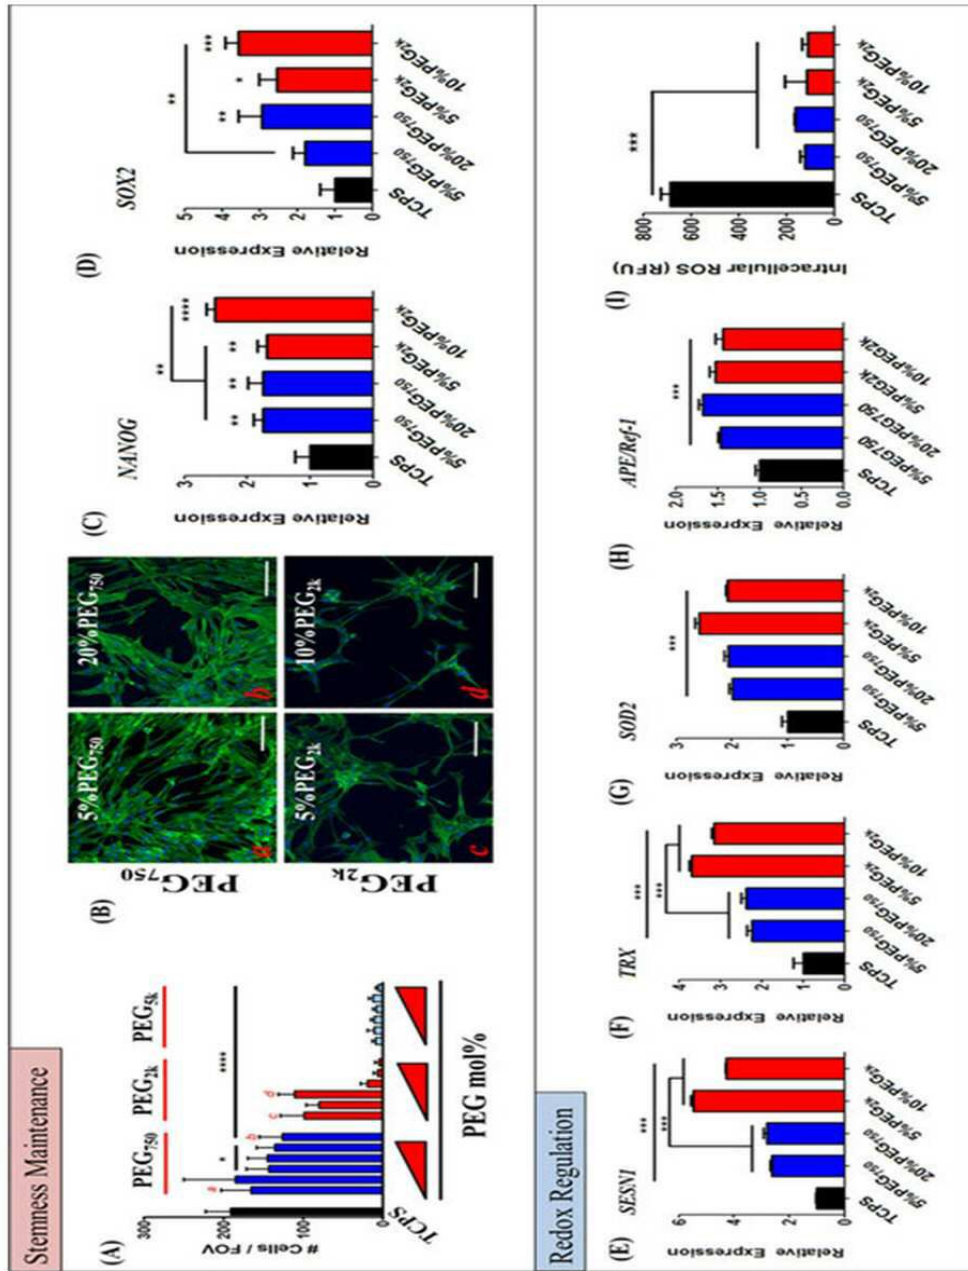 Stemness Maintenance
(A)
PEG750
PEG2k
PEG5k
****
*
a
b
c
d
# Cells / FOV
300
200
100
0
TCPS
PEG mol%
(B)
PEG750
PEG2k
5%PEG750
a
20%PEG750
b
5%PEG2k
c
10%PEG2k
d
(C)
NANOG
Relative Expression
3
2
1
0
**
** ** ** ****
TCPS
5%PEG750
20%PEG750
5%PEG2k
10%PEG2k
(D)
SOX2
Relative Expression
5
4
3
2
1
0
**
** * ***
TCPS
5%PEG750
20%PEG750
5%PEG2k
10%PEG2k
Redox Regulation
(E)
SESN1
Relative Expression
6
4
2
0
***
***
TCPS
5%PEG750
20%PEG750
5%PEG2k
10%PEG2k
(F)
TRX
Relative Expression
4
3
2
1
0
***
***
TCPS
5%PEG750
20%PEG750
5%PEG2k
10%PEG2k
(G)
SOD2
Relative Expression
3
2
1
0
***
TCPS
5%PEG750
20%PEG750
5%PEG2k
10%PEG2k
(H)
APE/Ref-1
Relative Expression
2.0
1.5
1.0
0.5
0.0
***
TCPS
5%PEG750
20%PEG750
5%PEG2K
10%PEG2K
(I)
Intracellular ROS (RFU)
800
600
400
200
0
***
TCPS
5%PEG750
20%PEG750
5%PEG2k
10%PEG2k